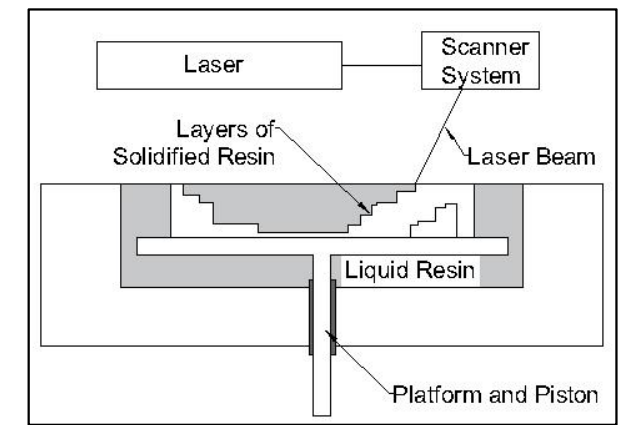 Laser
Scanner
System
Layers of
Solidified Resin
Laser Beam
Liquid Resin
Platform and Piston